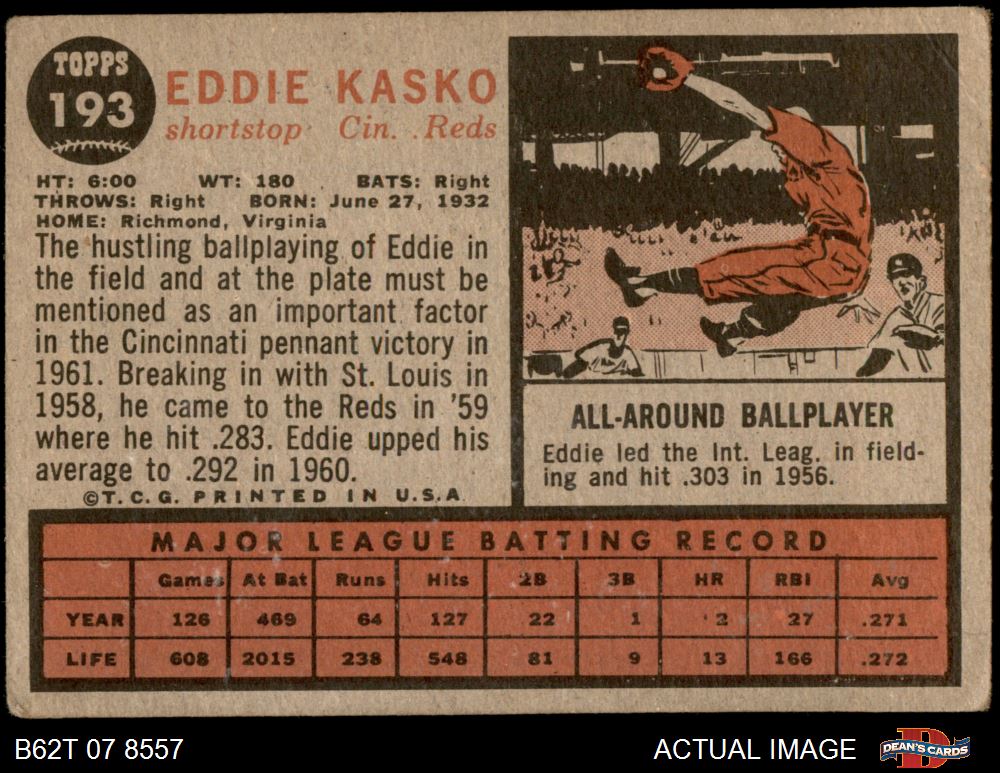 TOPPS
193
EDDIE KASKO
shortstop Cin. Reds
HT: 6:00 WT: 180 BATS: Right
THROWS: Right BORN: June 27, 1932
HOME: Richmond, Virginia
The hustling ballplaying of Eddie in
the field and at the plate must be
mentioned as an important factor
in the Cincinnati pennant victory in
1961. Breaking in with St. Louis in
1958, he came to the Reds in '59
where he hit .283. Eddie upped his
average to .292 in 1960.
©T.C.G. PRINTED IN U.S.A.
ALL-AROUND BALLPLAYER
Eddie led the Int. Leag. in field-
ing and hit .303 in 1956.
MAJOR LEAGUE BATTING RECORD
Games At Bat Runs Hits 2B 3B HR RBI Avg
YEAR 126 469 64 127 22 1 2 27 .271
LIFE 608 2015 238 548 81 9 13 166 .272
B62T 07 8557 ACTUAL IMAGE DEAN'S CARDS